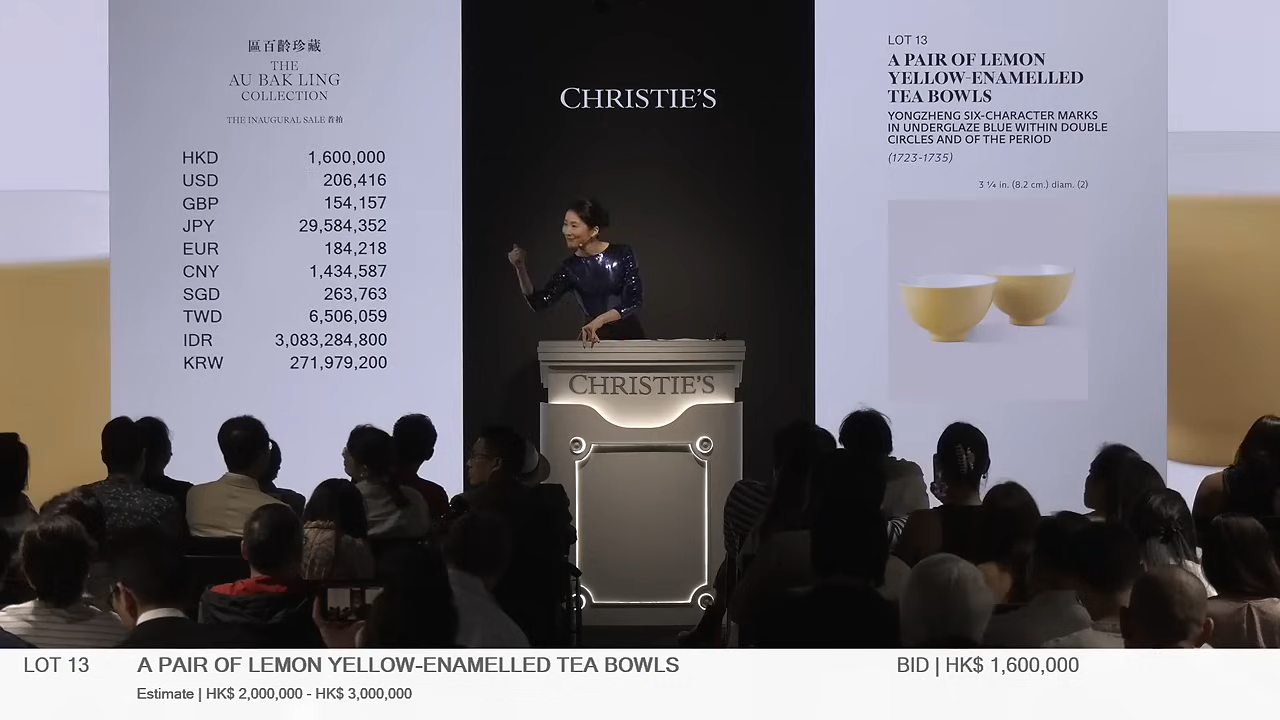 區百齡珍藏
THE
AU BAK LING
COLLECTION
THE INAUGURAL SALE 首拍
HKD 1,600,000
USD 206,416
GBP 154,157
JPY 29,584,352
EUR 184,218
CNY 1,434,587
SGD 263,763
TWD 6,506,059
IDR 3,083,284,800
KRW 271,979,200
CHRISTIE'S
CHRISTIE'S
LOT 13
A PAIR OF LEMON
YELLOW-ENAMELLED
TEA BOWLS
YONGZHENG SIX-CHARACTER MARKS
IN UNDERGLAZE BLUE WITHIN DOUBLE
CIRCLES AND OF THE PERIOD
(1723-1735)
3 ¼ in. (8.2 cm.) diam. (2)
LOT 13 A PAIR OF LEMON YELLOW-ENAMELLED TEA BOWLS BID | HK$ 1,600,000
Estimate | HK$ 2,000,000 - HK$ 3,000,000